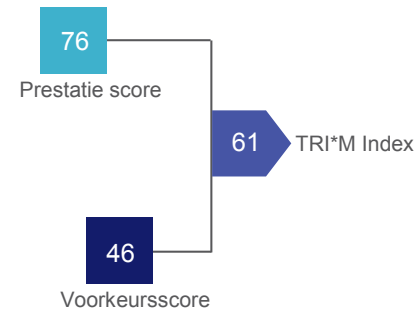 76
Prestatie score
61
TRI*M Index
46
Voorkeursscore